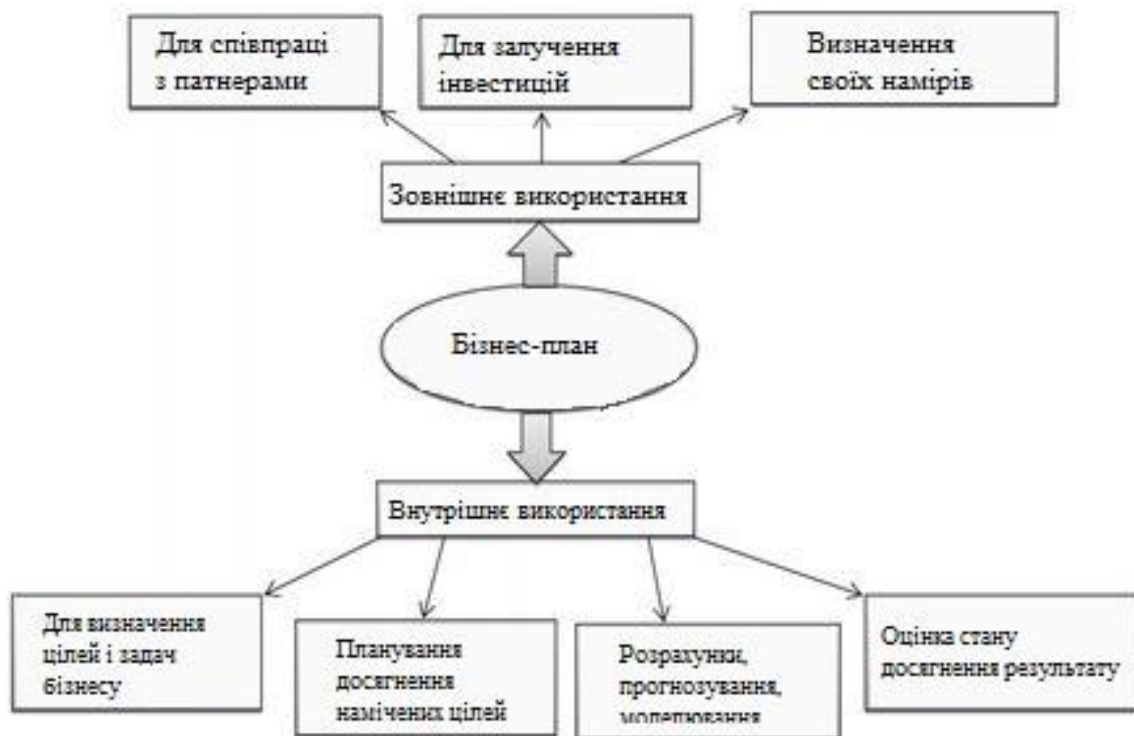 Для співпраці
з патнерами
Для залучення
інвестицій
Визначення
своїх намірів
Зовнішнє використання
Бізнес-план
Внутрішнє використання
Для визначення
цілей і задач
бізнесу
Планування
досягнення
намічених цілей
Розрахунки,
прогнозування,
моделювання
Оцінка стану
досягнення результату